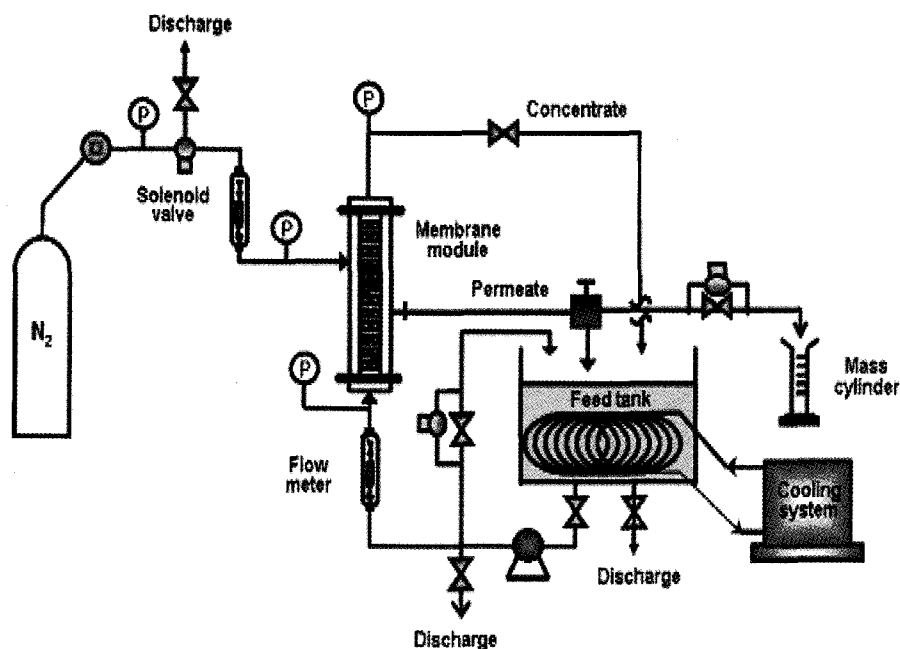 Discharge
P
P
Concentrate
Solenoid
valve
P
Membrane
module
Permeate
N2
P
Mass
cylinder
Feed tank
Flow
meter
Cooling
system
Discharge
Discharge